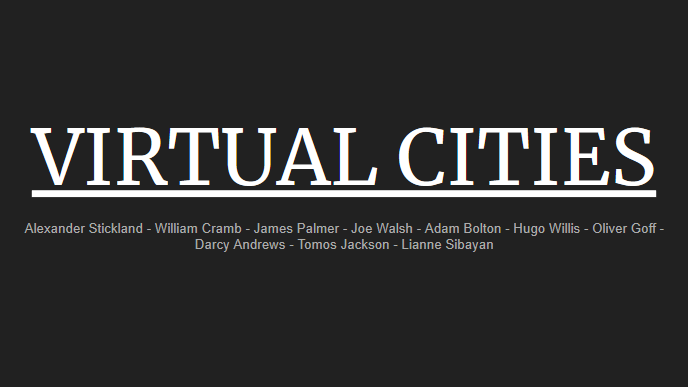 VIRTUAL CITIES
Alexander Stickland - William Cramb - James Palmer - Joe Walsh - Adam Bolton - Hugo Willis - Oliver Goff -
Darcy Andrews - Tomos Jackson - Lianne Sibayan